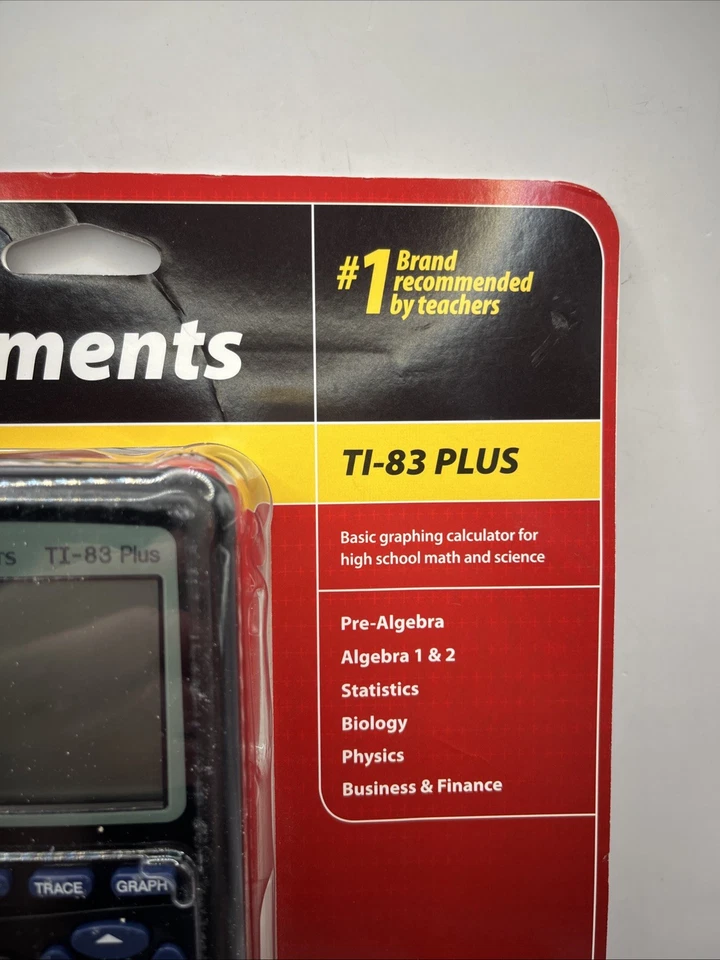 #1 Brand
recommended
by teachers
ments
TI-83 PLUS
Basic graphing calculator for
high school math and science
TI-83 Plus
Pre-Algebra
Algebra 1 & 2
Statistics
Biology
Physics
Business & Finance
TRACE GRAPH